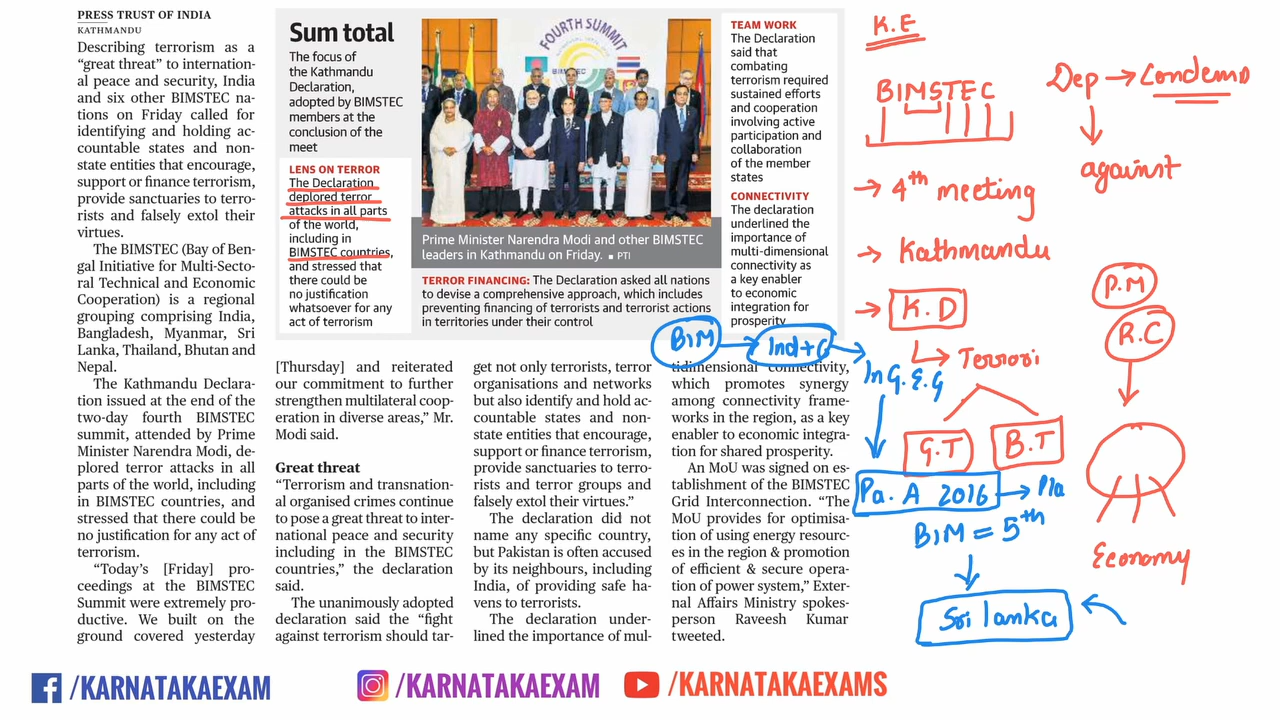 PRESS TRUST OF INDIA
KATHMANDU
Describing terrorism as a
“great threat” to internation-
al peace and security, India
and six other BIMSTEC na-
tions on Friday called for
identifying and holding ac-
countable states and non-
state entities that encourage,
support or finance terrorism,
provide sanctuaries to terro-
rists and falsely extol their
virtues.
The BIMSTEC (Bay of Ben-
gal Initiative for Multi-Secto-
ral Technical and Economic
Cooperation) is a regional
grouping comprising India,
Bangladesh, Myanmar, Sri
Lanka, Thailand, Bhutan and
Nepal.
The Kathmandu Declara-
tion issued at the end of the
two-day fourth BIMSTEC
summit, attended by Prime
Minister Narendra Modi, de-
plored terror attacks in all
parts of the world, including
in BIMSTEC countries, and
stressed that there could be
no justification for any act of
terrorism.
“Today’s [Friday] pro-
ceedings at the BIMSTEC
Summit were extremely pro-
ductive. We built on the
ground covered yesterday
Sum total
The focus of
the Kathmandu
Declaration,
adopted by BIMSTEC
members at the
conclusion of the
meet
LENS ON TERROR
The Declaration
deplored terror
attacks in all parts
of the world,
including in
BIMSTEC countries,
and stressed that
there could be
no justification
whatsoever for any
act of terrorism
FOURTH SUMMIT
BIMSTEC
Prime Minister Narendra Modi and other BIMSTEC
leaders in Kathmandu on Friday. ■ PTI
TERROR FINANCING: The Declaration asked all nations
to devise a comprehensive approach, which includes
preventing financing of terrorists and terrorist actions
in territories under their control
TEAM WORK
The Declaration
said that
combating
terrorism required
sustained efforts
and cooperation
involving active
participation and
collaboration
of the member
states
CONNECTIVITY
The declaration
underlined the
importance of
multi-dimensional
connectivity as
a key enabler
to economic
integration for
prosperity
[Thursday] and reiterated
our commitment to further
strengthen multilateral coop-
eration in diverse areas,” Mr.
Modi said.
Great threat
“Terrorism and transnation-
al organised crimes continue
to pose a great threat to inter-
national peace and security
including in the BIMSTEC
countries,” the declaration
said.
The unanimously adopted
declaration said the “fight
against terrorism should tar-
get not only terrorists, terror
organisations and networks
but also identify and hold ac-
countable states and non-
state entities that encourage,
support or finance terrorism,
provide sanctuaries to terro-
rists and terror groups and
falsely extol their virtues.”
The declaration did not
name any specific country,
but Pakistan is often accused
by its neighbours, including
India, of providing safe ha-
vens to terrorists.
The declaration under-
lined the importance of mul-
tidimensional connectivity,
which promotes synergy
among connectivity frame-
works in the region, as a key
enabler to economic integra-
tion for shared prosperity.
An MoU was signed on es-
tablishment of the BIMSTEC
Grid Interconnection. “The
MoU provides for optimisa-
tion of using energy resourc-
es in the region & promotion
of efficient & secure opera-
tion of power system,” Exter-
nal Affairs Ministry spokes-
person Raveesh Kumar
tweeted.
K.E
BIMSTEC
Dep → Condemd
against
→ 4th meeting
→ Kathmandu
→ K.D
Terrori
G.T B.T
P.M
R.C
Economy
BIM → Ind+G →
In G.E.G
Pa. A 2016 → Pla
BIM = 5th
Sri lanka
/KARNATAKAEXAM
/KARNATAKAEXAM
/KARNATAKAEXAMS